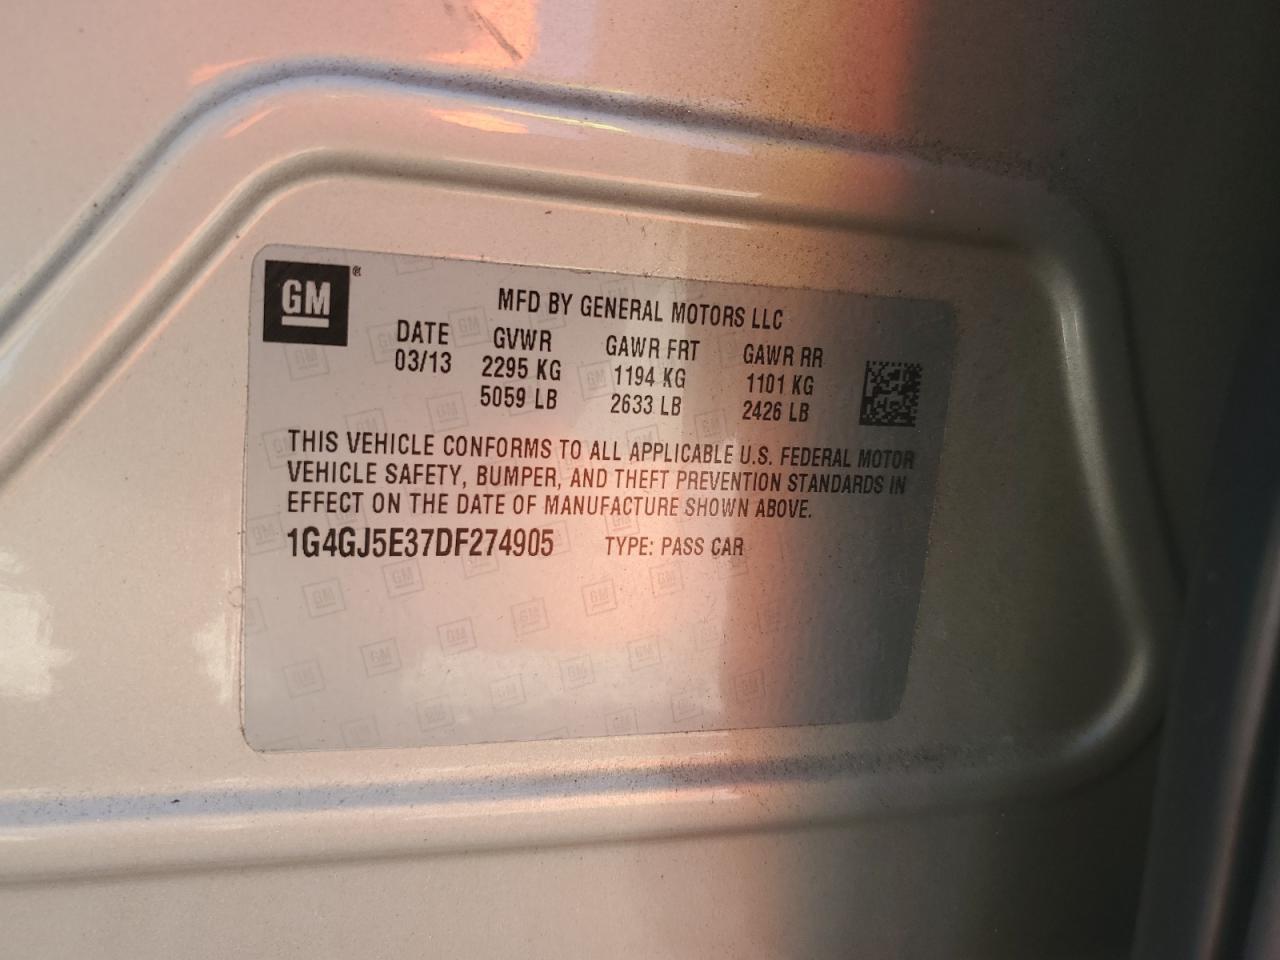 GM®
MFD BY GENERAL MOTORS LLC
DATE GVWR GAWR FRT GAWR RR
03/13 2295 KG 1194 KG 1101 KG
5059 LB 2633 LB 2426 LB
THIS VEHICLE CONFORMS TO ALL APPLICABLE U.S. FEDERAL MOTOR
VEHICLE SAFETY, BUMPER, AND THEFT PREVENTION STANDARDS IN
EFFECT ON THE DATE OF MANUFACTURE SHOWN ABOVE.
1G4GJ5E37DF274905 TYPE: PASS CAR